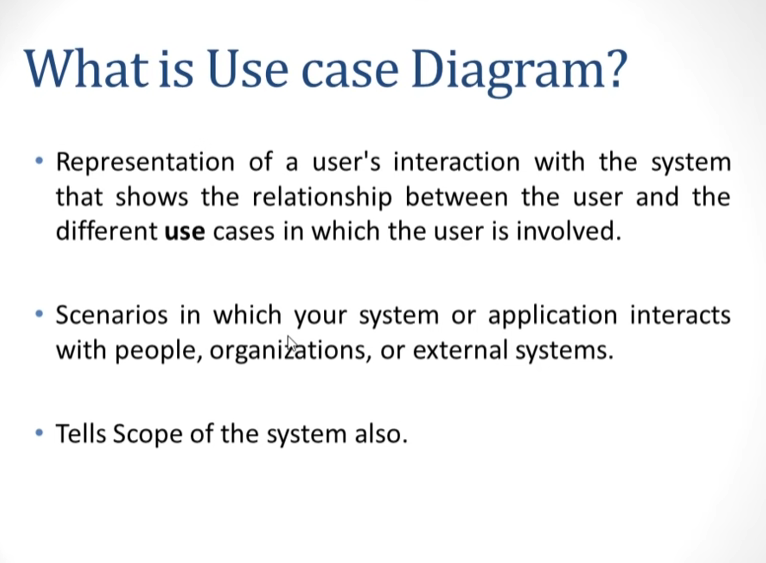 What is Use case Diagram?
• Representation of a user's interaction with the system
that shows the relationship between the user and the
different use cases in which the user is involved.
• Scenarios in which your system or application interacts
with people, organizations, or external systems.
• Tells Scope of the system also.